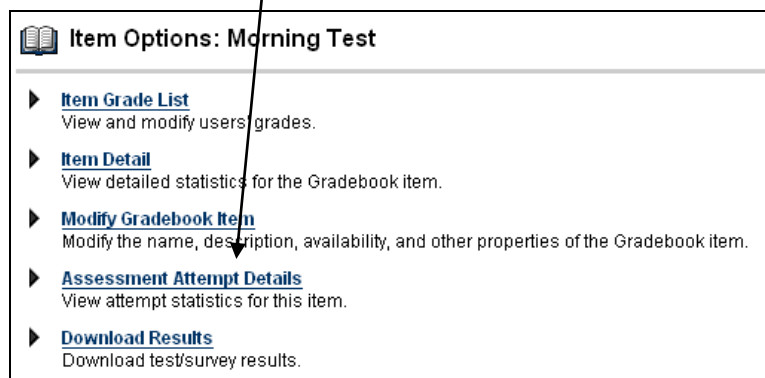 Item Options: Morning Test
Item Grade List
View and modify users' grades.
Item Detail
View detailed statistics for the Gradebook item.
Modify Gradebook Item
Modify the name, description, availability, and other properties of the Gradebook item.
Assessment Attempt Details
View attempt statistics for this item.
Download Results
Download test/survey results.